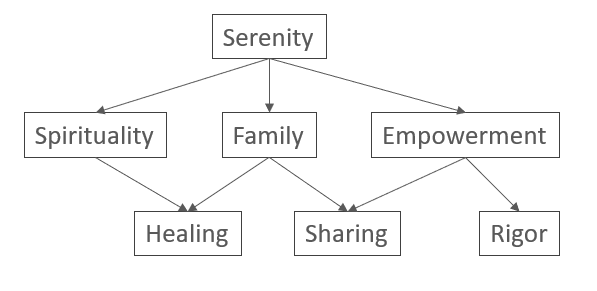 Serenity
Spirituality
Family
Empowerment
Healing
Sharing
Rigor